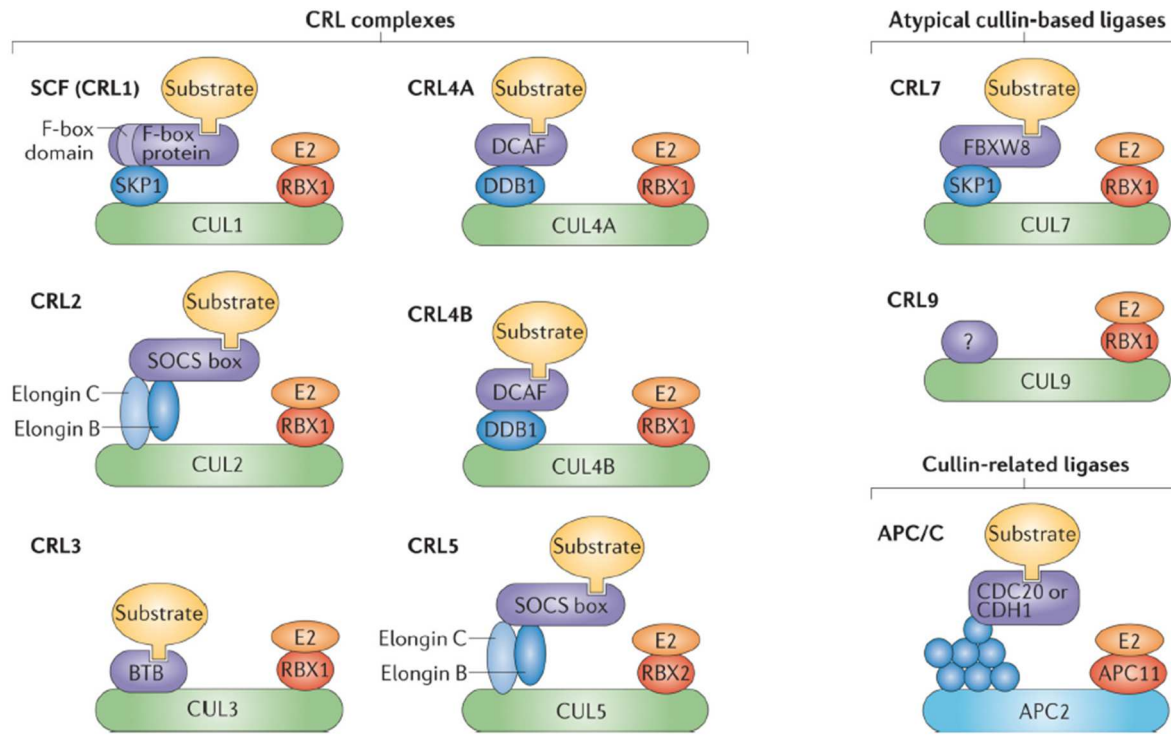 CRL complexes
SCF (CRL1)
Substrate
F-box
domain
F-box
protein
E2
SKP1
RBX1
CUL1
CRL4A
Substrate
DCAF
E2
DDB1
RBX1
CUL4A
CRL2
Substrate
SOCS box
Elongin C
E2
Elongin B
RBX1
CUL2
CRL4B
Substrate
DCAF
E2
DDB1
RBX1
CUL4B
CRL3
Substrate
E2
BTB
RBX1
CUL3
CRL5
Substrate
SOCS box
Elongin C
E2
Elongin B
RBX2
CUL5
Atypical cullin-based ligases
CRL7
Substrate
FBXW8
E2
SKP1
RBX1
CUL7
CRL9
E2
?
RBX1
CUL9
Cullin-related ligases
APC/C
Substrate
CDC20 or
CDH1
E2
APC11
APC2